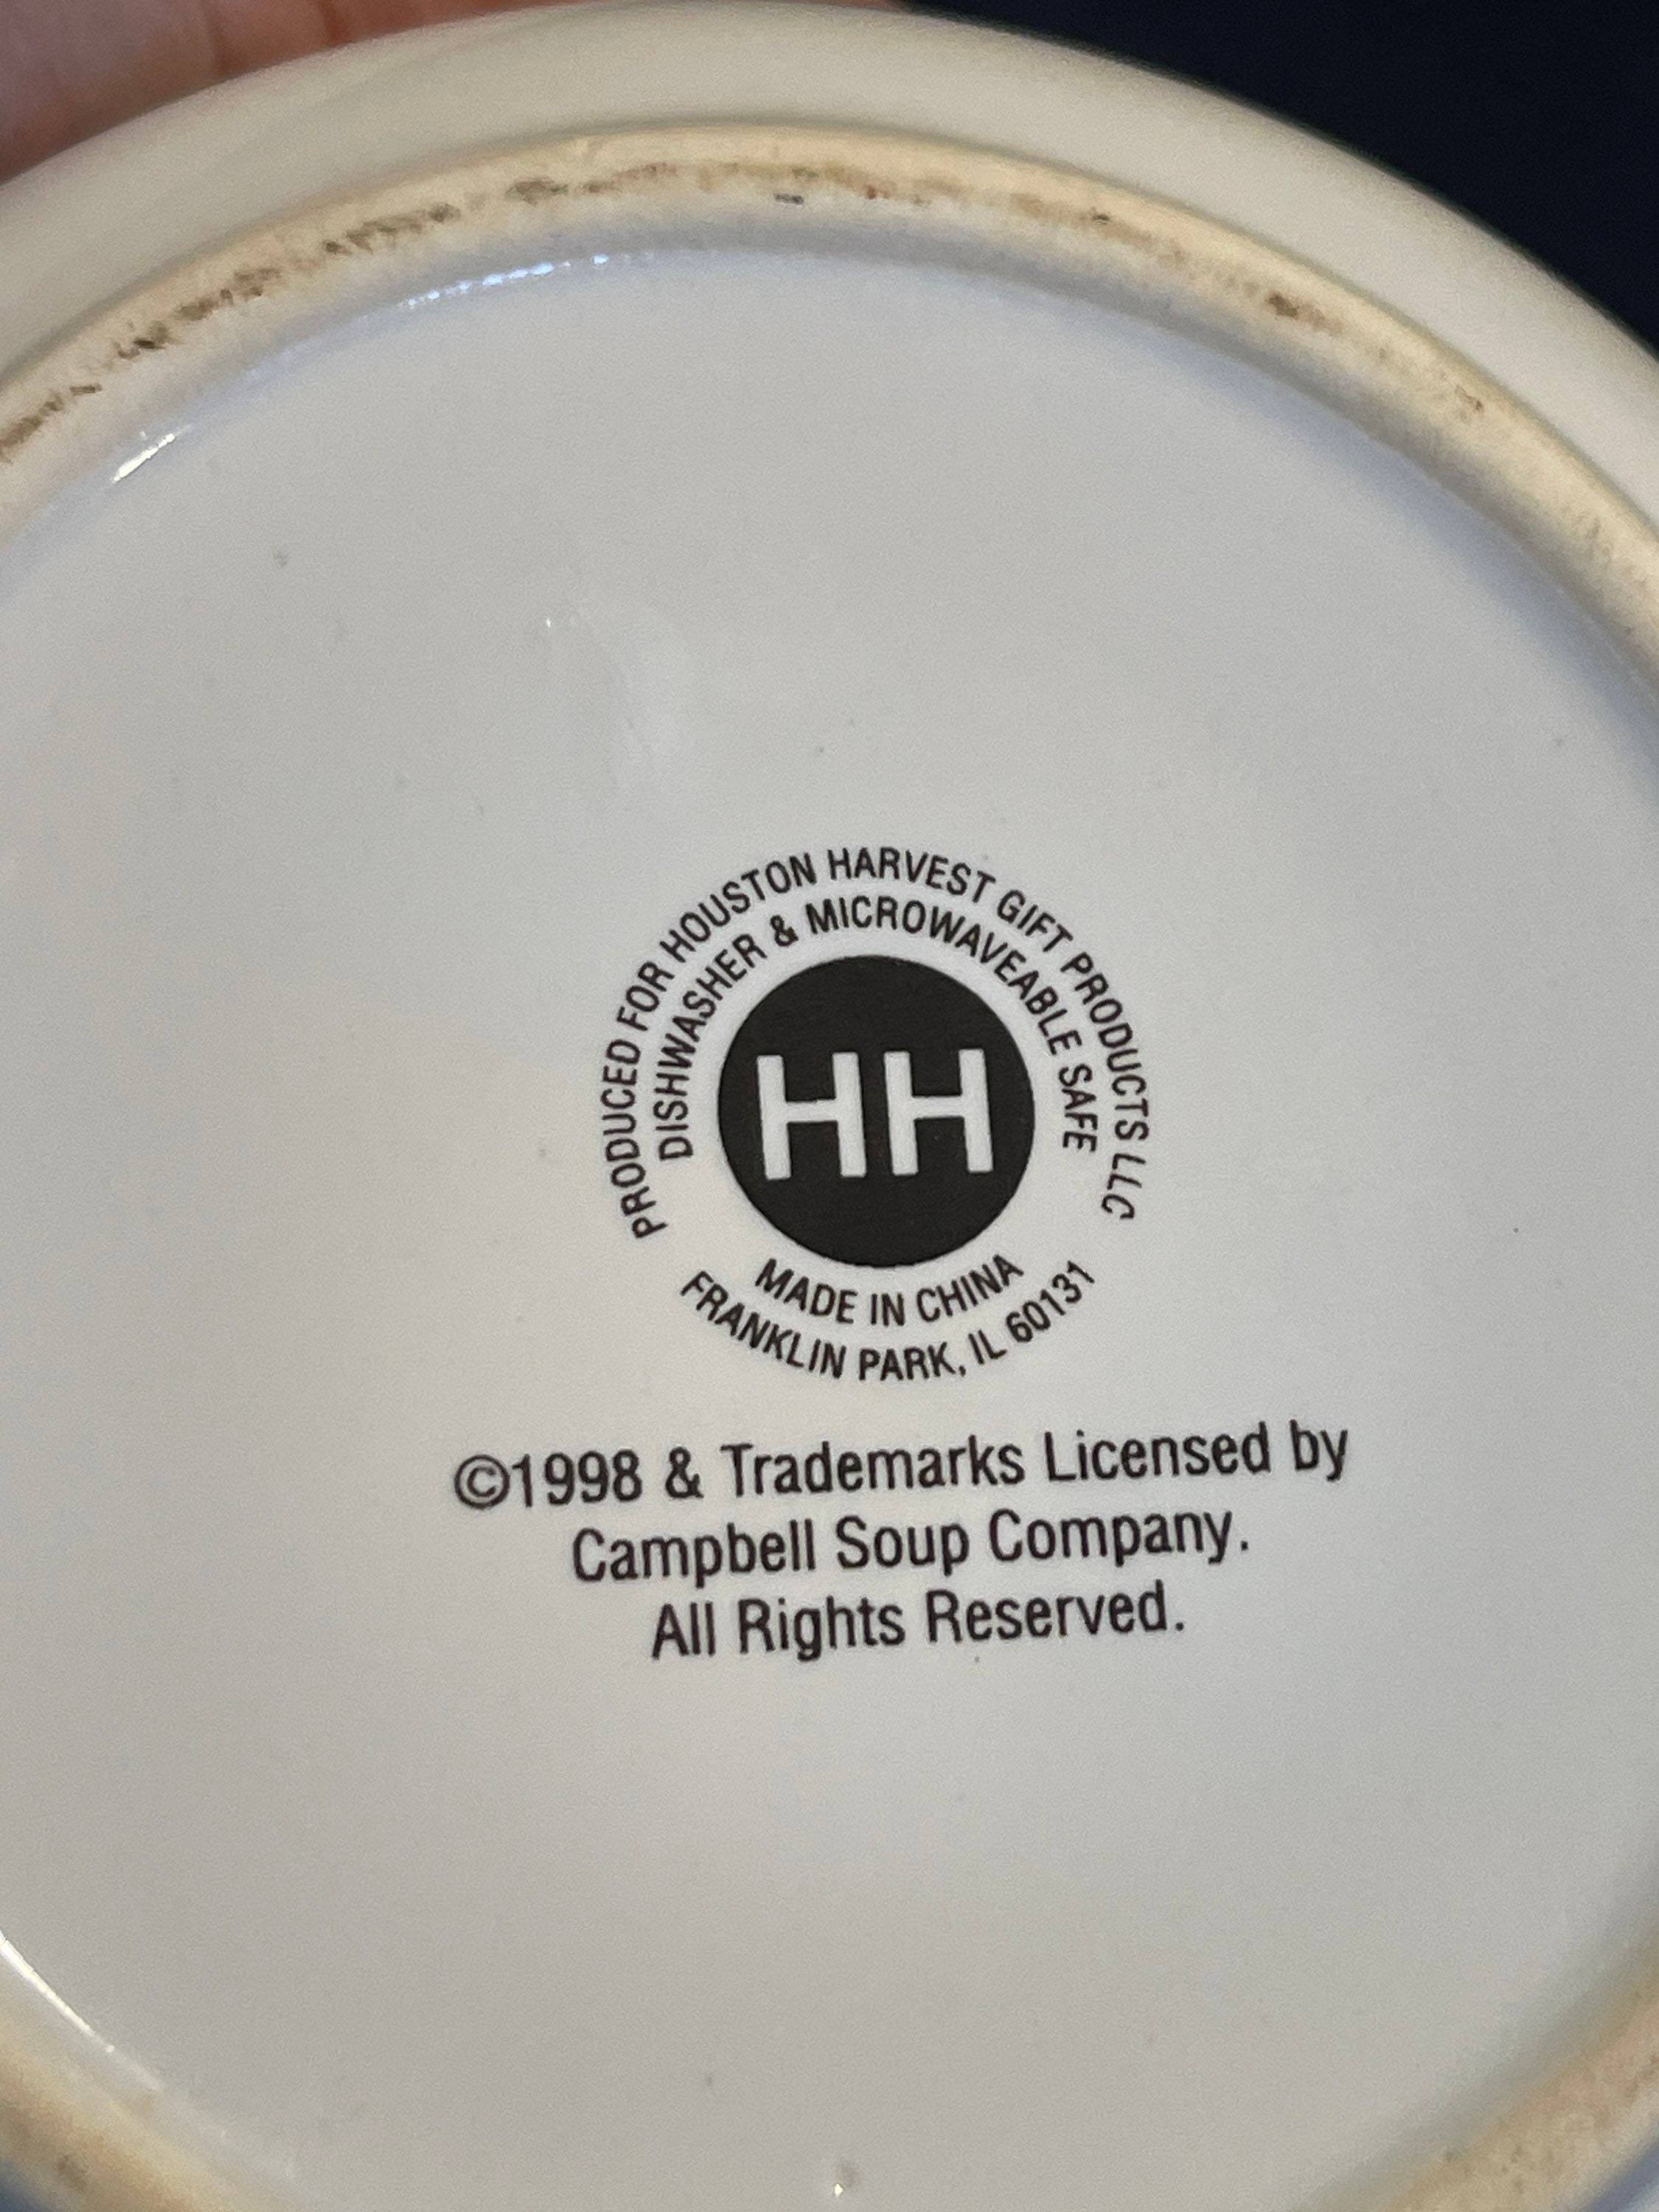 PRODUCED FOR HOUSTON HARVEST GIFT PRODUCTS LLC
DISHWASHER & MICROWAVEABLE SAFE
HH
MADE IN CHINA
FRANKLIN PARK, IL 60131
©1998 & Trademarks Licensed by
Campbell Soup Company.
All Rights Reserved.